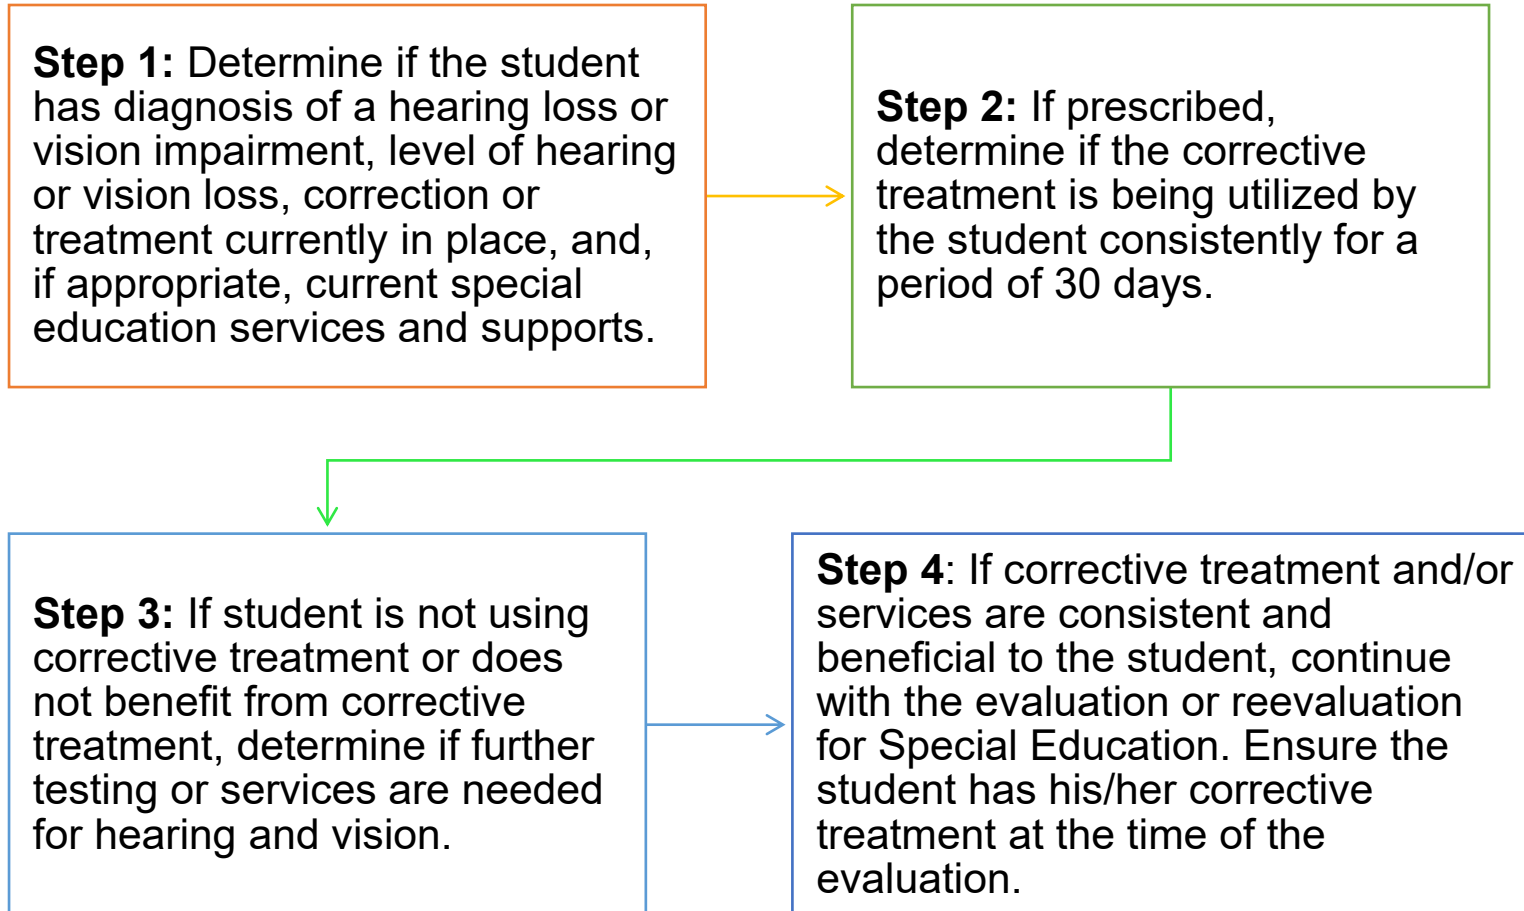 Step 1: Determine if the student
has diagnosis of a hearing loss or
vision impairment, level of hearing
or vision loss, correction or
treatment currently in place, and,
if appropriate, current special
education services and supports.
Step 2: If prescribed,
determine if the corrective
treatment is being utilized by
the student consistently for a
period of 30 days.
Step 3: If student is not using
corrective treatment or does
not benefit from corrective
treatment, determine if further
testing or services are needed
for hearing and vision.
Step 4: If corrective treatment and/or
services are consistent and
beneficial to the student, continue
with the evaluation or reevaluation
for Special Education. Ensure the
student has his/her corrective
treatment at the time of the
evaluation.